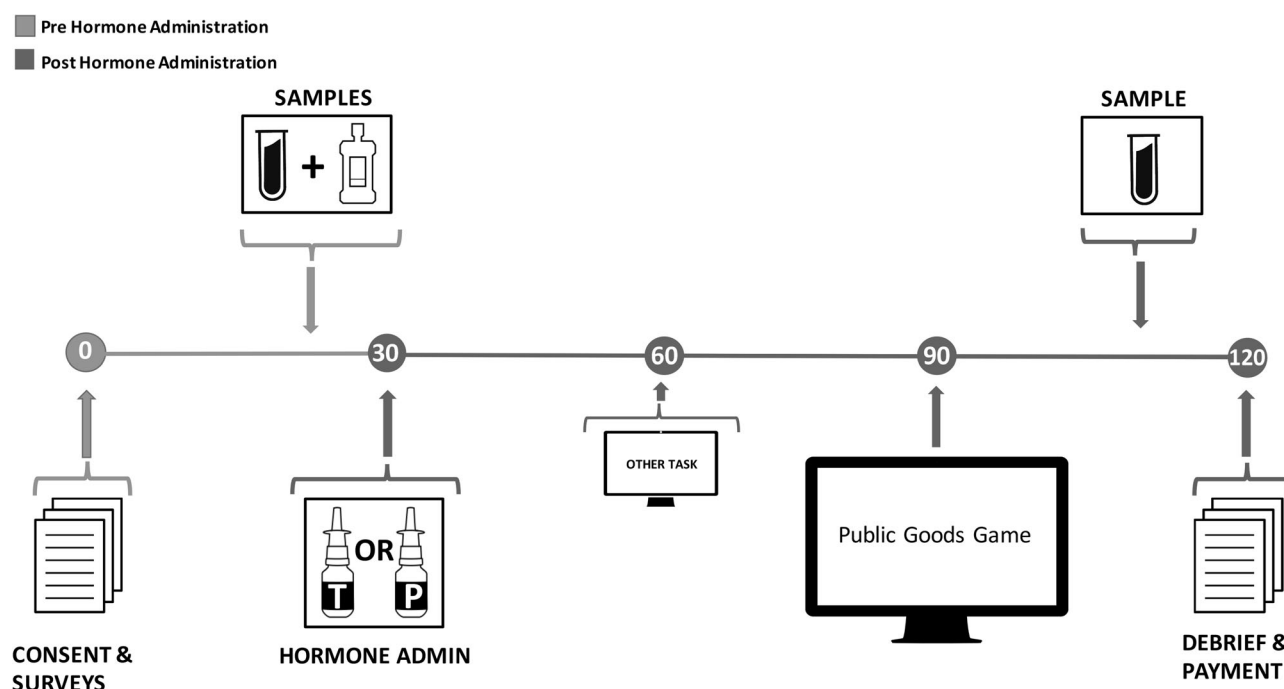 Pre Hormone Administration
Post Hormone Administration
SAMPLES
SAMPLE
+
0
30
60
90
120
OTHER TASK
Public Goods Game
T
OR
P
CONSENT &
SURVEYS
HORMONE ADMIN
DEBRIEF &
PAYMENT